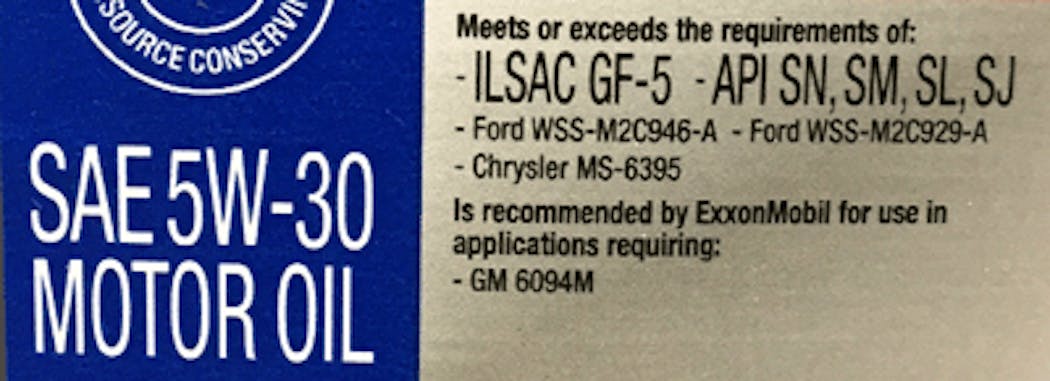 SOURCE CONSERVIN
SAE 5W-30
MOTOR OIL
Meets or exceeds the requirements of:
- ILSAC GF-5 - API SN, SM, SL, SJ
- Ford WSS-M2C946-A - Ford WSS-M2C929-A
- Chrysler MS-6395
Is recommended by ExxonMobil for use in
applications requiring:
- GM 6094M